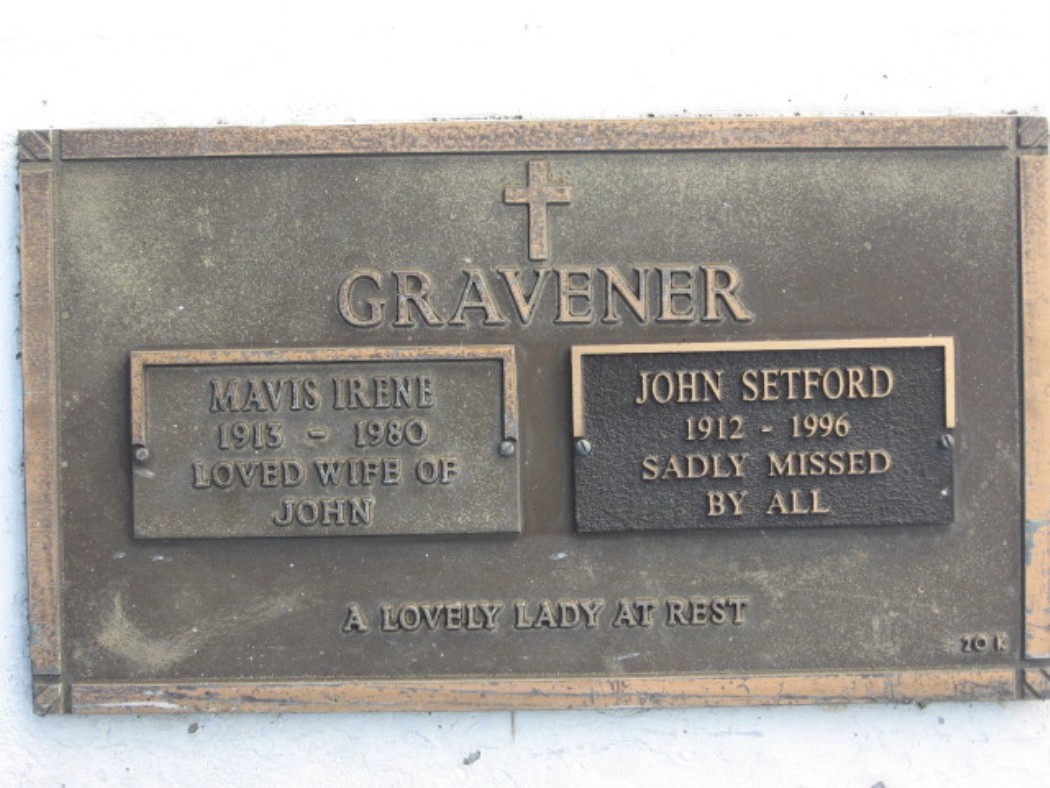 GRAVENER
MAVIS IRENE
1913 - 1980
LOVED WIFE OF
JOHN
JOHN SETFORD
1912 - 1996
SADLY MISSED
BY ALL
A LOVELY LADY AT REST
20 K